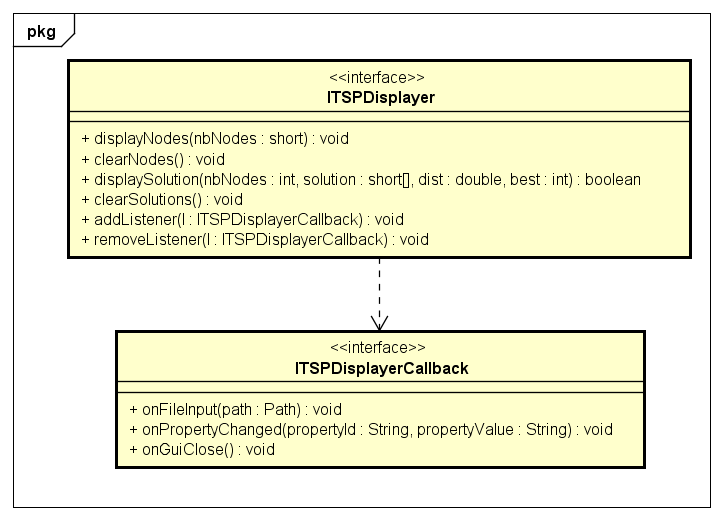 pkg
<<interface>>
ITSPDisplayer
+ displayNodes(nbNodes : short) : void
+ clearNodes() : void
+ displaySolution(nbNodes : int, solution : short[], dist : double, best : int) : boolean
+ clearSolutions() : void
+ addListener(l : ITSPDisplayerCallback) : void
+ removeListener(l : ITSPDisplayerCallback) : void
<<interface>>
ITSPDisplayerCallback
+ onFileInput(path : Path) : void
+ onPropertyChanged(propertyId : String, propertyValue : String) : void
+ onGuiClose() : void